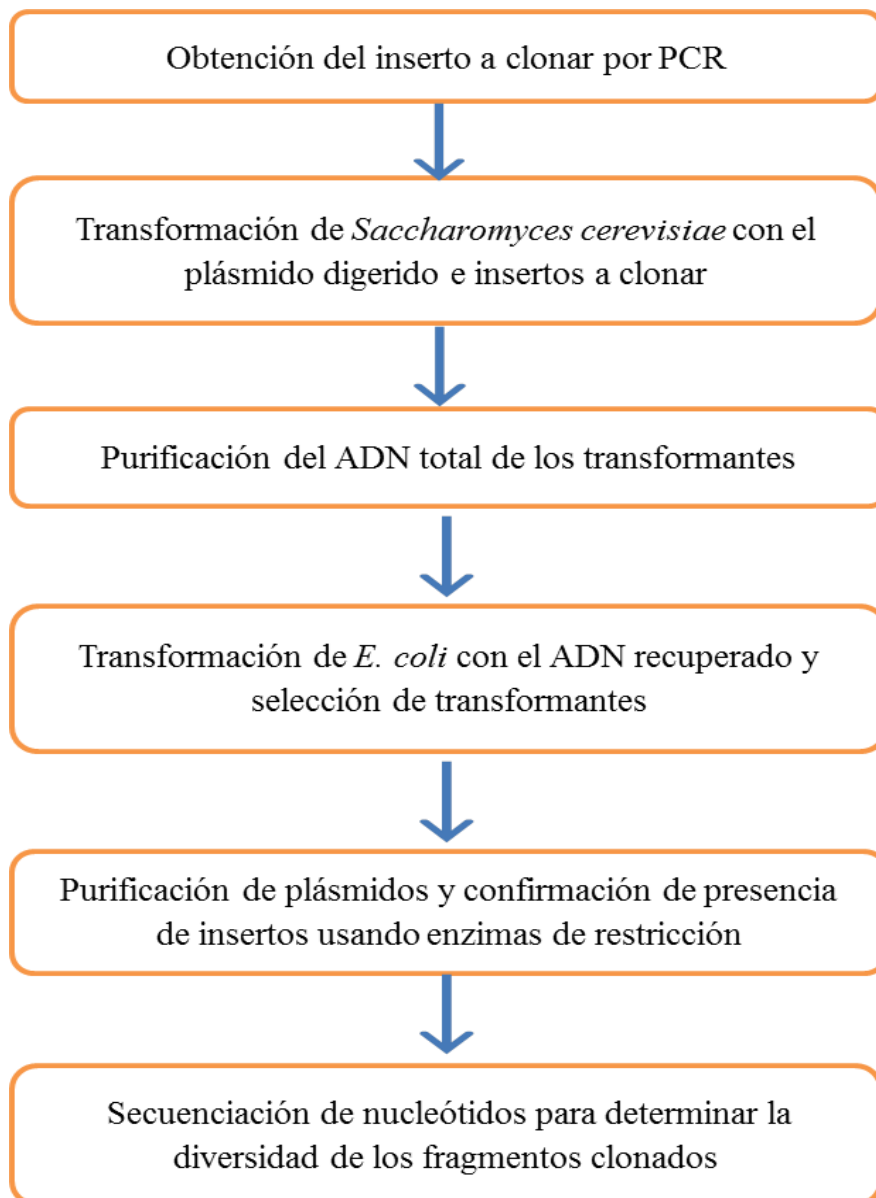 Obtención del inserto a clonar por PCR
Transformación de Saccharomyces cerevisiae con el
plásmido digerido e insertos a clonar
Purificación del ADN total de los transformantes
Transformación de E. coli con el ADN recuperado y
selección de transformantes
Purificación de plásmidos y confirmación de presencia
de insertos usando enzimas de restricción
Secuenciación de nucleótidos para determinar la
diversidad de los fragmentos clonados